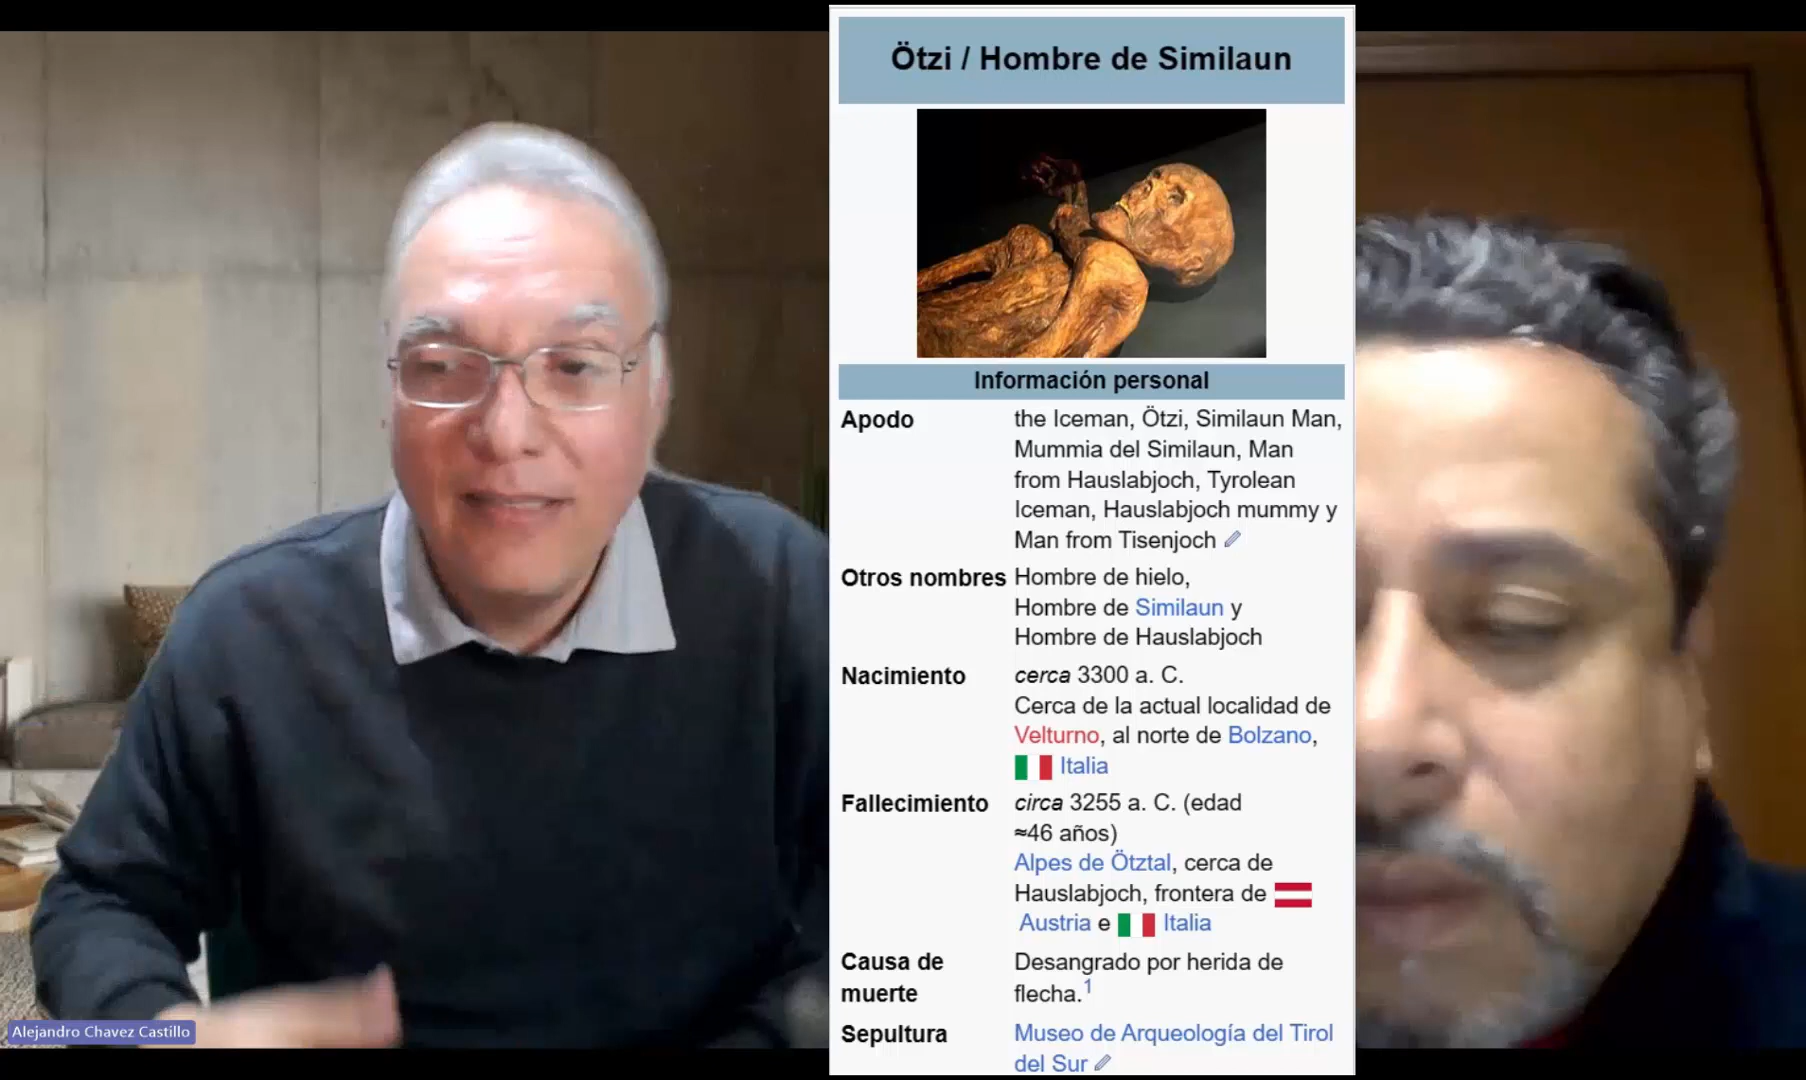 Ötzi / Hombre de Similaun
Información personal
Apodo the Iceman, Ötzi, Similaun Man,
Mummia del Similaun, Man
from Hauslabjoch, Tyrolean
Iceman, Hauslabjoch mummy y
Man from Tisenjoch
Otros nombres Hombre de hielo,
Hombre de Similaun y
Hombre de Hauslabjoch
Nacimiento cerca 3300 a. C.
Cerca de la actual localidad de
Velturno, al norte de Bolzano,
Italia
Fallecimiento circa 3255 a. C. (edad
≈46 años)
Alpes de Ötztal, cerca de
Hauslabjoch, frontera de
Austria e Italia
Causa de muerte Desangrado por herida de
flecha.1
Sepultura Museo de Arqueología del Tirol
del Sur
Alejandro Chavez Castillo